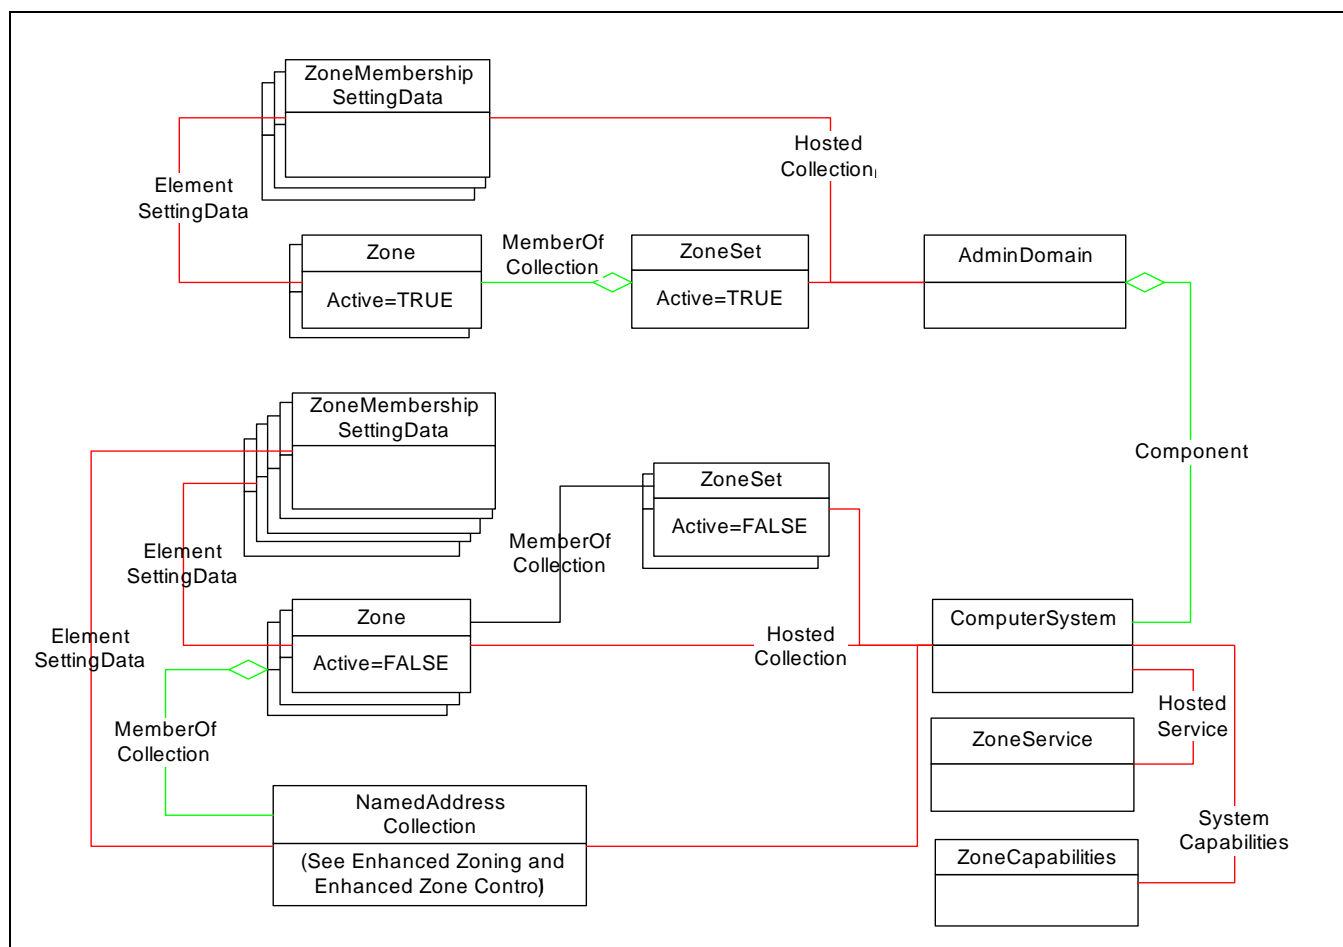 ZoneMembership
SettingData
Hosted
Collection
Element
SettingData
Zone
Active=TRUE
MemberOf
Collection
ZoneSet
Active=TRUE
AdminDomain
ZoneMembership
SettingData
Component
ZoneSet
Active=FALSE
MemberOf
Collection
Element
SettingData
Zone
Active=FALSE
Element
SettingData
Hosted
Collection
ComputerSystem
Hosted
Service
MemberOf
Collection
ZoneService
NamedAddress
Collection
(See Enhanced Zoning and
Enhanced Zone Control)
System
Capabilities
ZoneCapabilities